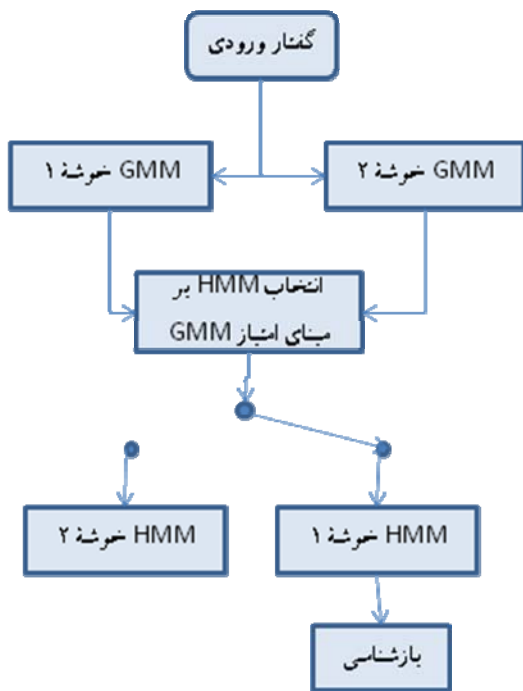 گفتار ورودی
GMM خوشهٔ ۲
GMM خوشهٔ ۱
انتخاب HMM بر
مبنای امتیاز GMM
HMM خوشهٔ ۱
HMM خوشهٔ ۲
بازشناسی